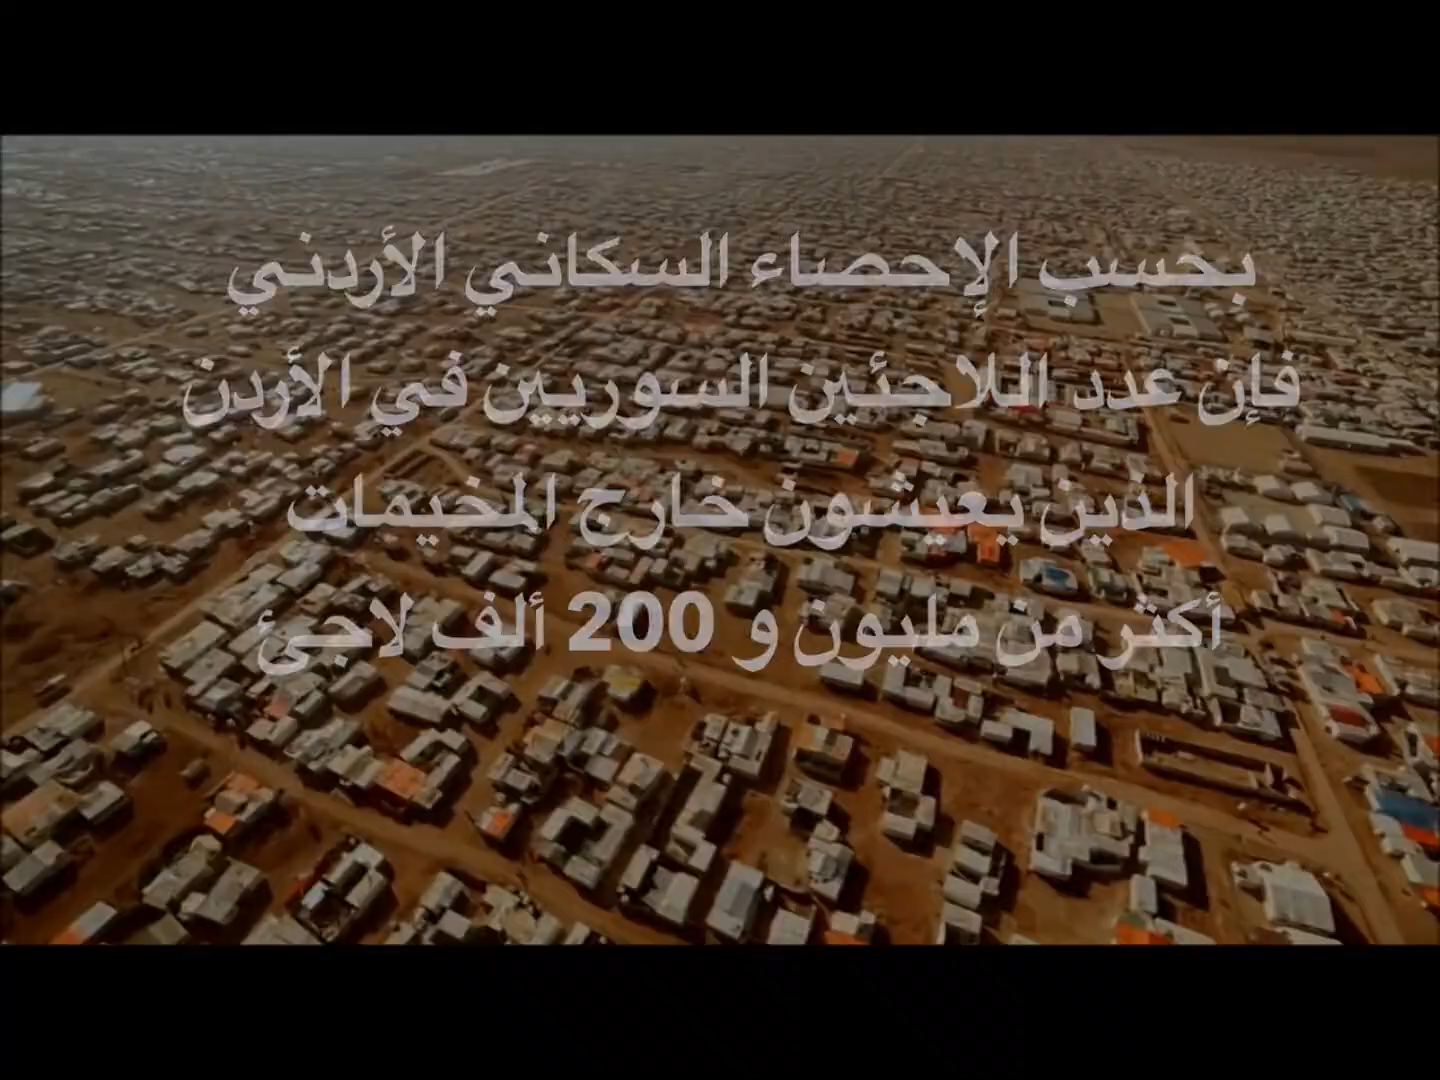 بحسب الإحصاء السكاني الأردني
فإن عدد اللاجئين السوريين في الأردن
الذين يعيشون خارج المخيمات
أكثر من مليون و 200 ألف لاجئ